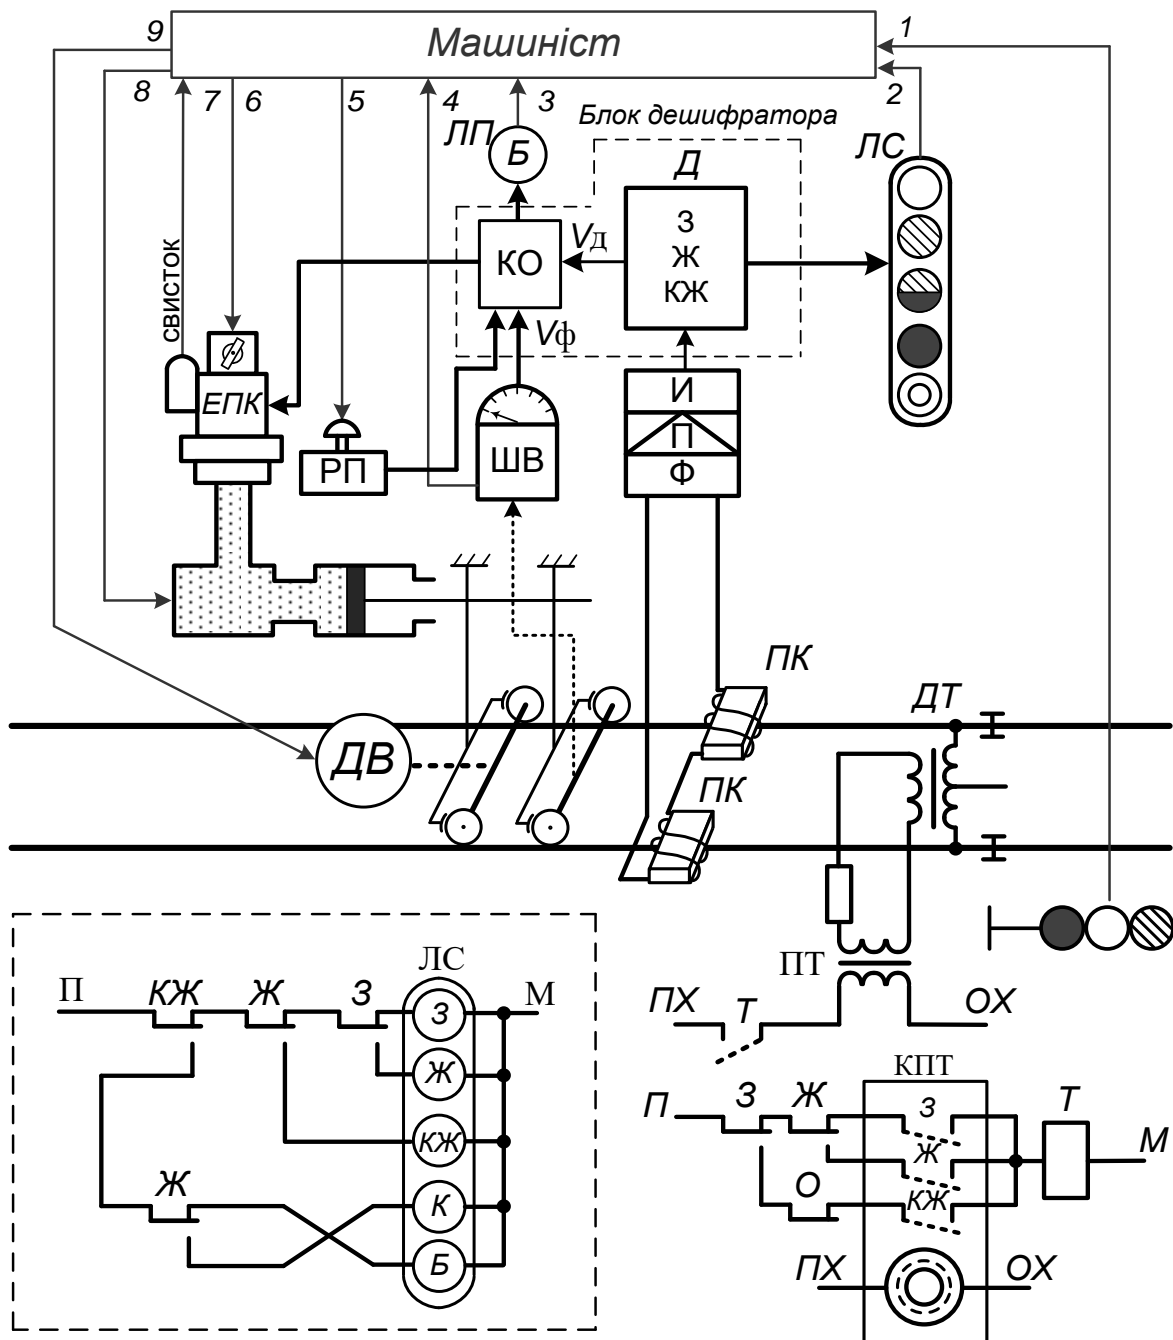 9
Машиніст
1
8
7
6
5
4
3
2
Блок дешифратора
ЛП
Б
ЛС
Д
З
Ж
КЖ
КО
Vд
свисток
Vф
ЕПК
РП
ШВ
И
П
Ф
ПК
ДТ
ДВ
ПК
ЛС
П
КЖ
Ж
З
З
М
Ж
КЖ
Ж
К
Б
ПТ
ПХ
Т
ОХ
КПТ
П
З
Ж
З
Т
Ж
М
О
КЖ
ПХ
ОХ